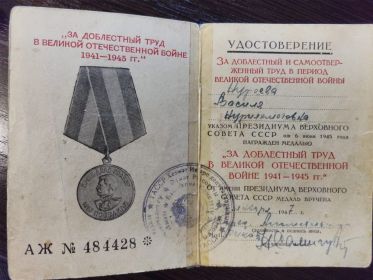 „ЗА ДОБЛЕСТНЫЙ ТРУД
В ВЕЛИКОЙ ОТЕЧЕСТВЕННОЙ ВОЙНЕ
1941—1945 гг.“
АЖ № 484428 *
УДОСТОВЕРЕНИЕ
ЗА ДОБЛЕСТНЫЙ И САМООТВЕР-
ЖЕННЫЙ ТРУД В ПЕРИОД
ВЕЛИКОЙ ОТЕЧЕСТВЕННОЙ ВОЙНЫ
Нуроева
Василя
УКАЗОМ ПРЕЗИДИУМА ВЕРХОВНОГО
СОВЕТА СССР от 6 июня 1945 года
НАГРАЖДЕН МЕДАЛЬЮ
„ЗА ДОБЛЕСТНЫЙ ТРУД
В ВЕЛИКОЙ ОТЕЧЕСТВЕННОЙ
ВОЙНЕ 1941—1945 гг.“
ОТ ИМЕНИ ПРЕЗИДИУМА ВЕРХОВНОГО
СОВЕТА СССР МЕДАЛЬ ВРУЧЕНА